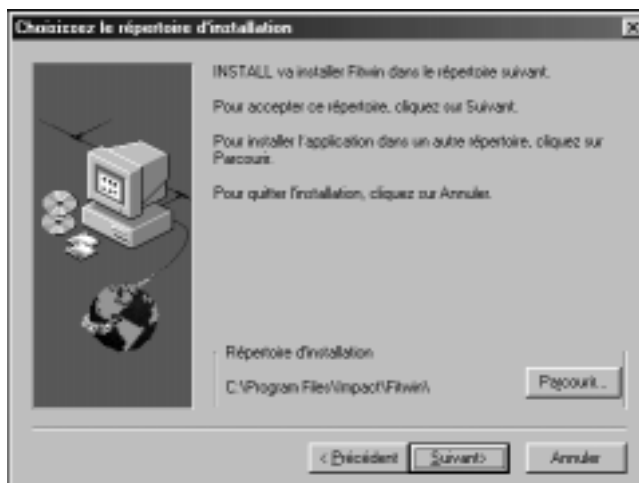 Choisissez le répertoire d'installation
INSTALL va installer Fitwin dans le répertoire suivant.
Pour accepter ce répertoire, cliquez sur Suivant.
Pour installer l'application dans un autre répertoire, cliquez sur
Parcourir.
Pour quitter l'installation, cliquez sur Annuler.
Répertoire d'installation
C:\Program Files\Impact\Fitwin\
Parcourir...
< Précédent
Suivant>
Annuler